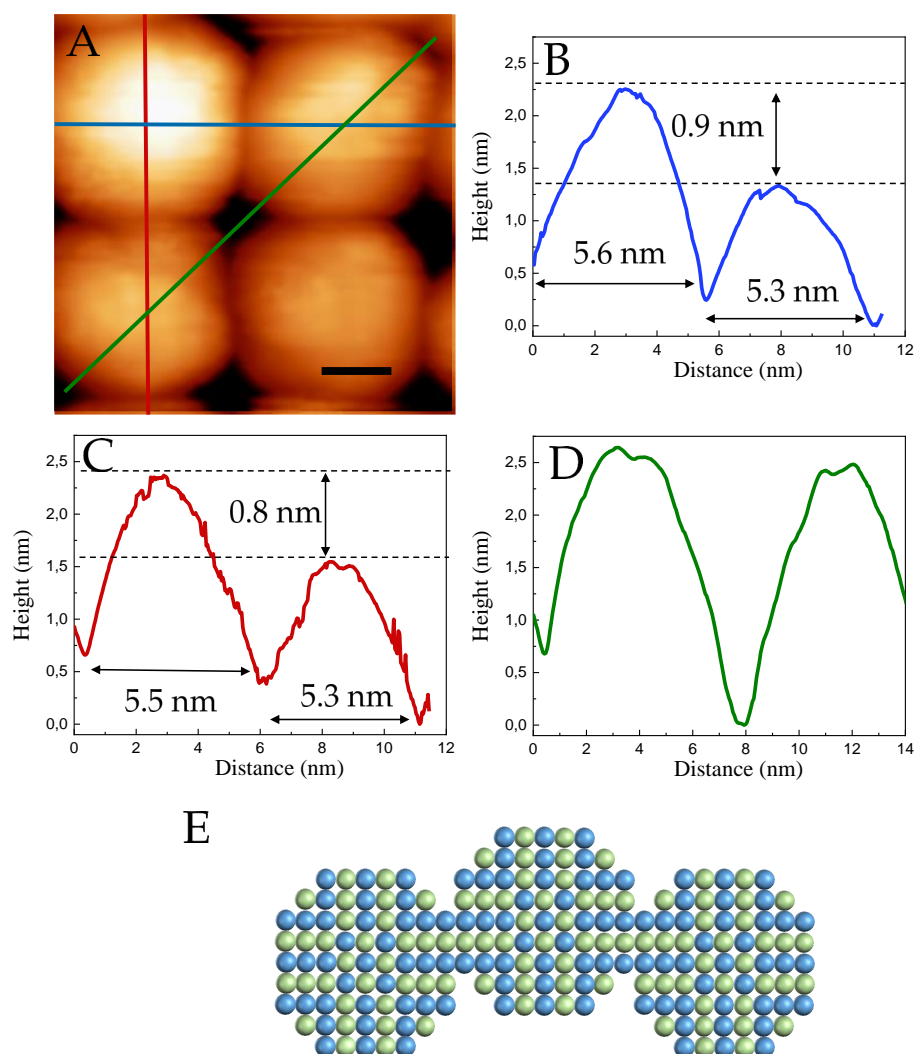 A
B
2,5
2,0
1,5
1,0
0,5
0,0
0.9 nm
5.6 nm
5.3 nm
Height (nm)
0 2 4 6 8 10 12
Distance (nm)
C
2,5
2,0
1,5
1,0
0,5
0,0
0.8 nm
5.5 nm
5.3 nm
Height (nm)
0 2 4 6 8 10 12
Distance (nm)
D
2,5
2,0
1,5
1,0
0,5
0,0
Height (nm)
0 2 4 6 8 10 12 14
Distance (nm)
E